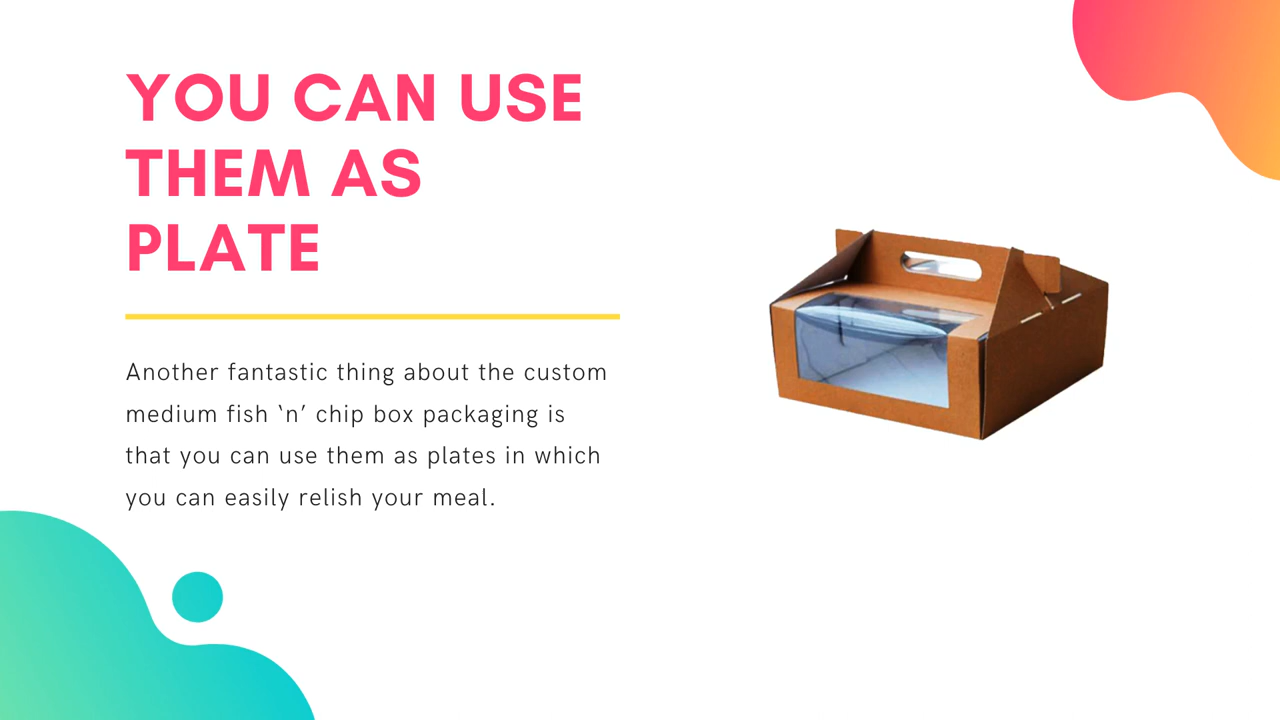 YOU CAN USE
THEM AS
PLATE
Another fantastic thing about the custom
medium fish ‘n’ chip box packaging is
that you can use them as plates in which
you can easily relish your meal.